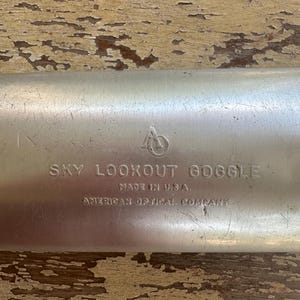 AO
SKY LOOKOUT GOGGLE
MADE IN U.S.A.
AMERICAN OPTICAL COMPANY